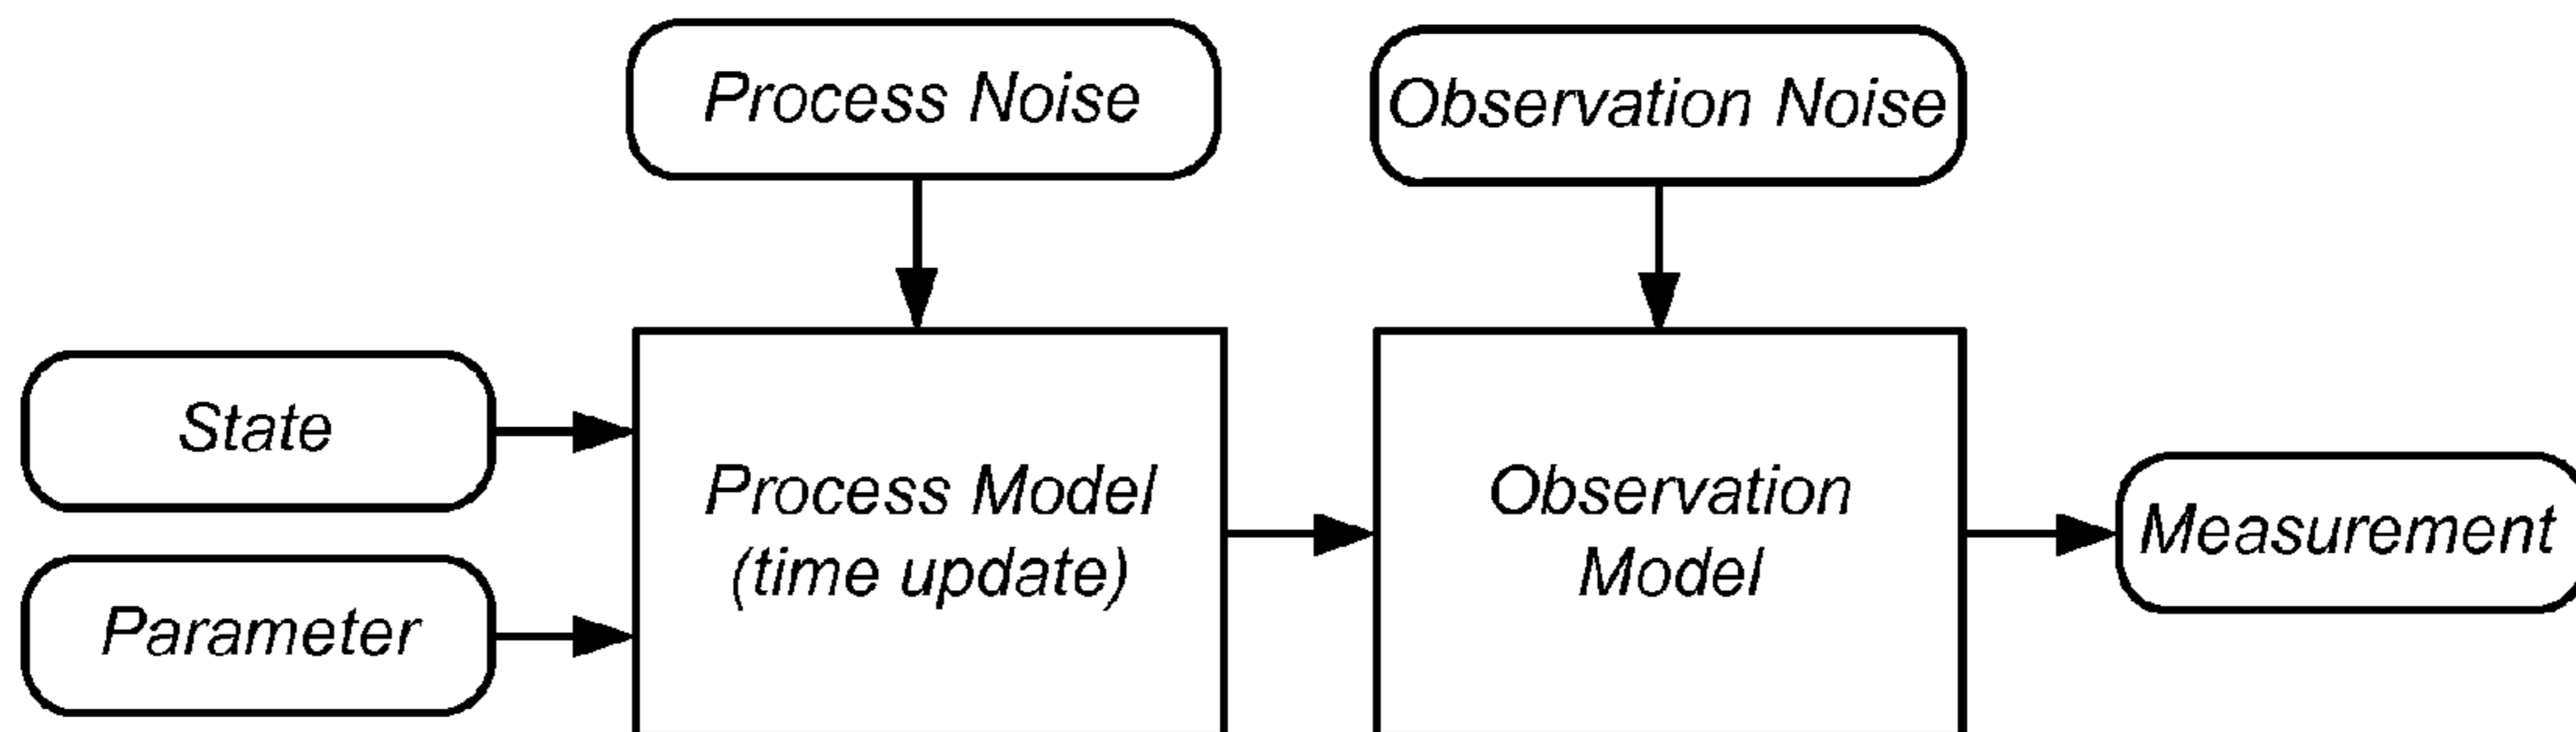 Process Noise
Observation Noise
State
Process Model
(time update)
Observation
Model
Measurement
Parameter